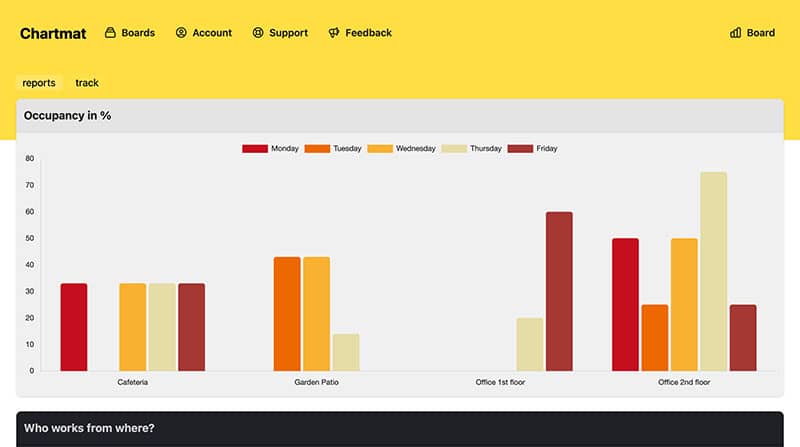 Chartmat Boards Account Support Feedback Board
reports track
Occupancy in %
Monday Tuesday Wednesday Thursday Friday
80
70
60
50
40
30
20
10
0
Cafeteria Garden Patio Office 1st floor Office 2nd floor
Who works from where?